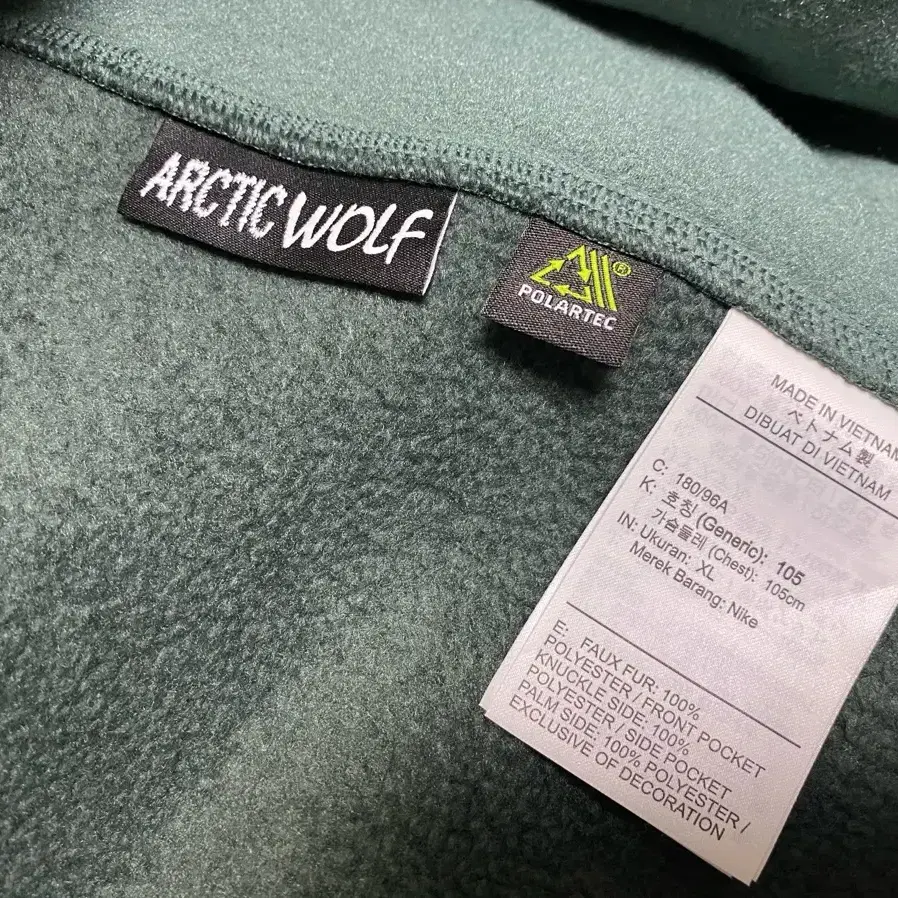 ARCTIC WOLF
®
POLARTEC
MADE IN VIETNAM
ベトナム製
DIBUAT DI VIETNAM
C: 180/96A
K: 호칭 (Generic): 105
가슴둘레 (Chest): 105cm
IN: Ukuran: XL
Merek Barang: Nike
E: FAUX FUR: 100%
POLYESTER / FRONT POCKET
KNUCKLE SIDE: 100%
POLYESTER / SIDE POCKET
PALM SIDE: 100% POLYESTER /
EXCLUSIVE OF DECORATION